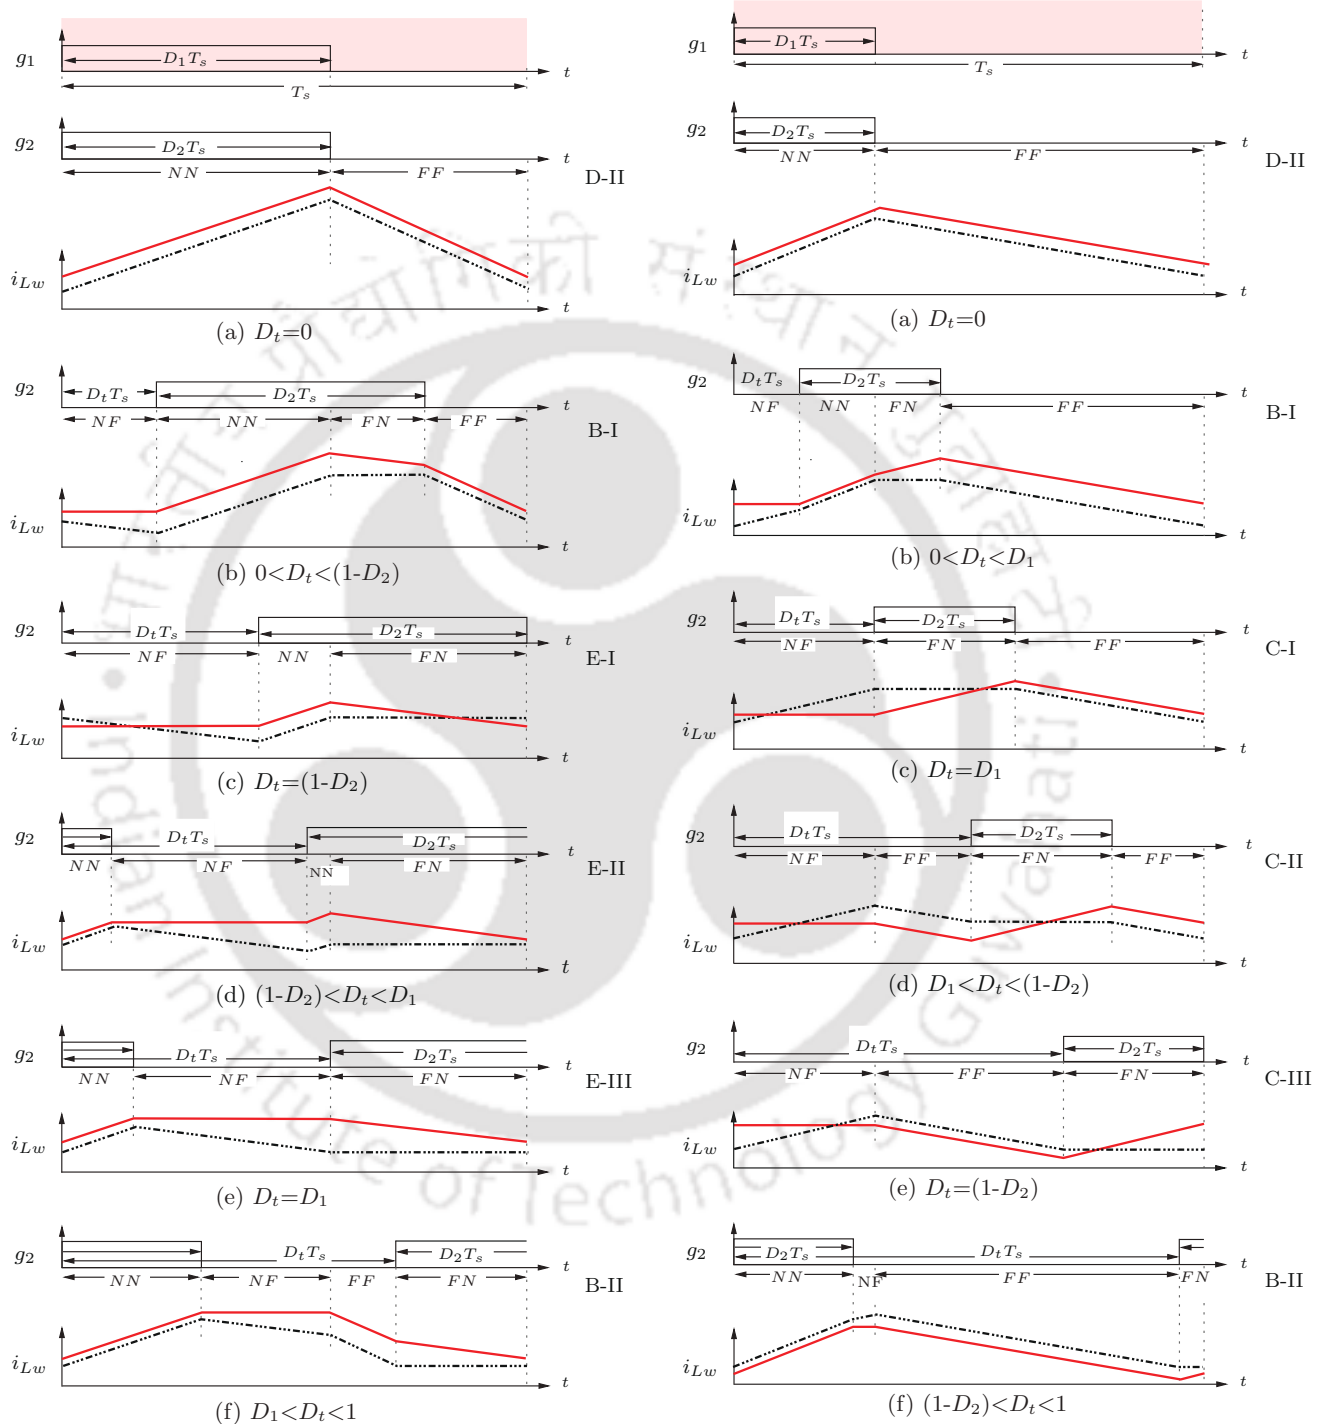 g1
D1Ts
t
Ts
g2
D2Ts
t
NN
FF
D-II
iLw
t
(a) Dt=0
g2
DtTs
D2Ts
t
NF
NN
FN
FF
B-I
iLw
t
(b) 0<Dt<(1-D2)
g2
DtTs
D2Ts
t
NF
NN
FN
E-I
iLw
t
(c) Dt=(1-D2)
g2
DtTs
D2Ts
t
NN
NF
NN
FN
E-II
iLw
t
(d) (1-D2)<Dt<D1
g2
DtTs
D2Ts
t
NN
NF
FN
E-III
iLw
t
(e) Dt=D1
g2
DtTs
D2Ts
t
NN
NF
FF
FN
B-II
iLw
t
(f) D1<Dt<1
g1
D1Ts
t
Ts
g2
D2Ts
t
NN
FF
D-II
iLw
t
(a) Dt=0
g2
DtTs
D2Ts
t
NF
NN
FN
FF
B-I
iLw
t
(b) 0<Dt<D1
g2
DtTs
D2Ts
t
NF
FN
FF
C-I
iLw
t
(c) Dt=D1
g2
DtTs
D2Ts
t
NF
FF
FN
FF
C-II
iLw
t
(d) D1<Dt<(1-D2)
g2
DtTs
D2Ts
t
NF
FF
FN
C-III
iLw
t
(e) Dt=(1-D2)
g2
D2Ts
DtTs
t
NN
NF
FF
FN
B-II
iLw
t
(f) (1-D2)<Dt<1
Indian Institute of Technology Guwahati